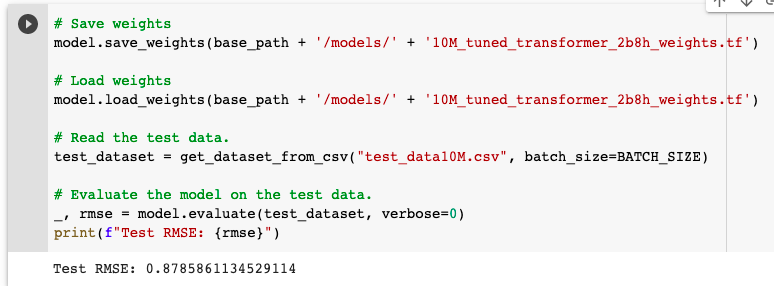 # Save weights
model.save_weights(base_path + '/models/' + '10M_tuned_transformer_2b8h_weights.tf')
# Load weights
model.load_weights(base_path + '/models/' + '10M_tuned_transformer_2b8h_weights.tf')
# Read the test data.
test_dataset = get_dataset_from_csv("test_data10M.csv", batch_size=BATCH_SIZE)
# Evaluate the model on the test data.
_, rmse = model.evaluate(test_dataset, verbose=0)
print(f"Test RMSE: {rmse}")
Test RMSE: 0.8785861134529114